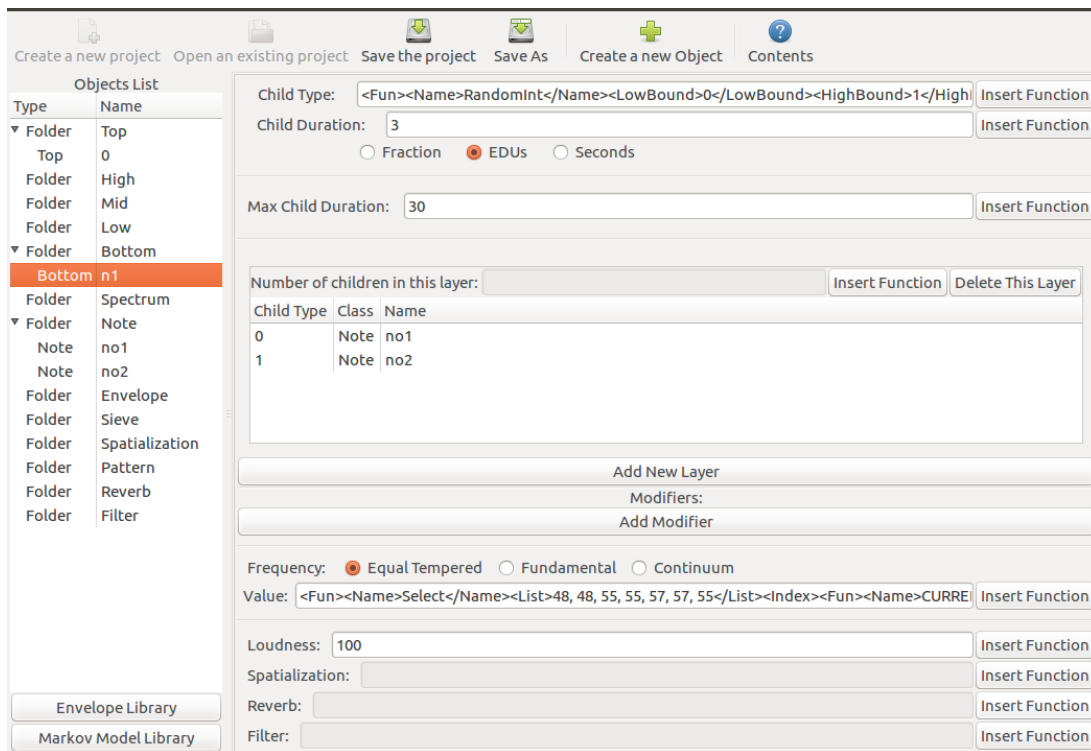 Create a new project Open an existing project Save the project Save As Create a new Object Contents
Objects List
Type Name
Folder Top
Top 0
Folder High
Folder Mid
Folder Low
Folder Bottom
Bottom n1
Folder Spectrum
Folder Note
Note no1
Note no2
Folder Envelope
Folder Sieve
Folder Spatialization
Folder Pattern
Folder Reverb
Folder Filter
Envelope Library
Markov Model Library
Child Type: <Fun><Name>RandomInt</Name><LowBound>0</LowBound><HighBound>1</HighI Insert Function
Child Duration: 3 Insert Function
Fraction EDUs Seconds
Max Child Duration: 30 Insert Function
Number of children in this layer: Insert Function Delete This Layer
Child Type Class Name
0 Note no1
1 Note no2
Add New Layer
Modifiers:
Add Modifier
Frequency: Equal Tempered Fundamental Continuum
Value: <Fun><Name>Select</Name><List>48, 48, 55, 55, 57, 57, 55</List><Index><Fun><Name>CURREI Insert Function
Loudness: 100 Insert Function
Spatialization: Insert Function
Reverb: Insert Function
Filter: Insert Function